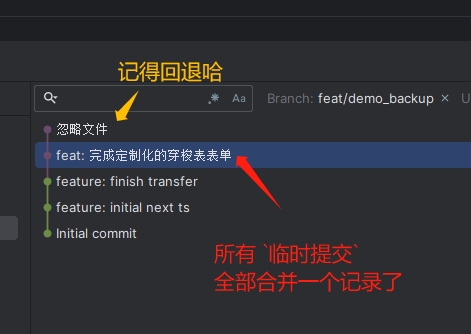 记得回退哈
Aa Branch: feat/demo_backup × U
忽略文件
feat: 完成定制化的穿梭表表单
feature: finish transfer
feature: initial next ts
Initial commit
所有 `临时提交`
全部合并一个记录了